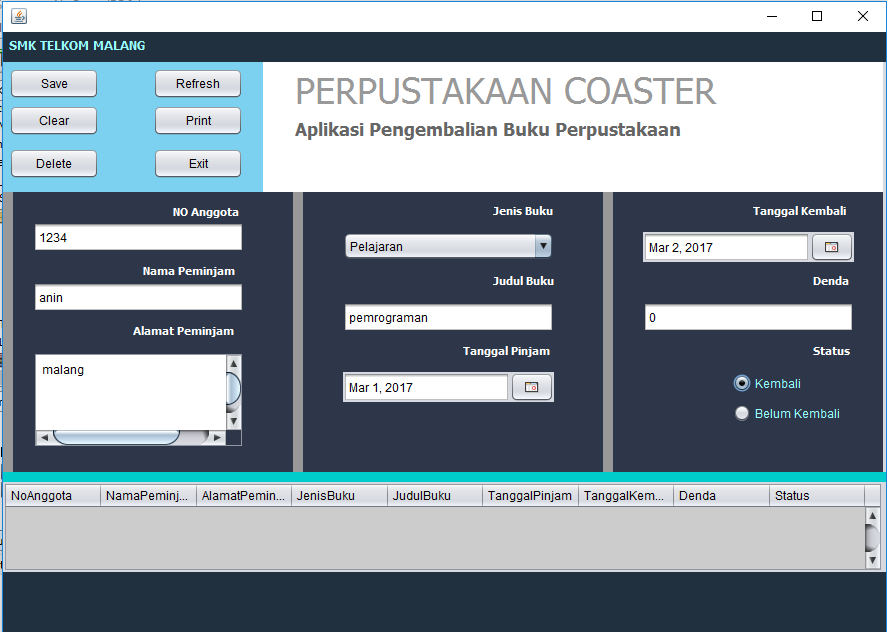 SMK TELKOM MALANG
Save
Refresh
Clear
Print
Delete
Exit
PERPUSTAKAAN COASTER
Aplikasi Pengembalian Buku Perpustakaan
NO Anggota
1234
Nama Peminjam
anin
Alamat Peminjam
malang
Jenis Buku
Pelajaran
Judul Buku
pemrograman
Tanggal Pinjam
Mar 1, 2017
Tanggal Kembali
Mar 2, 2017
Denda
0
Status
Kembali
Belum Kembali
NoAnggota NamaPeminj... AlamatPemin... JenisBuku JudulBuku TanggalPinjam TanggalKem... Denda Status